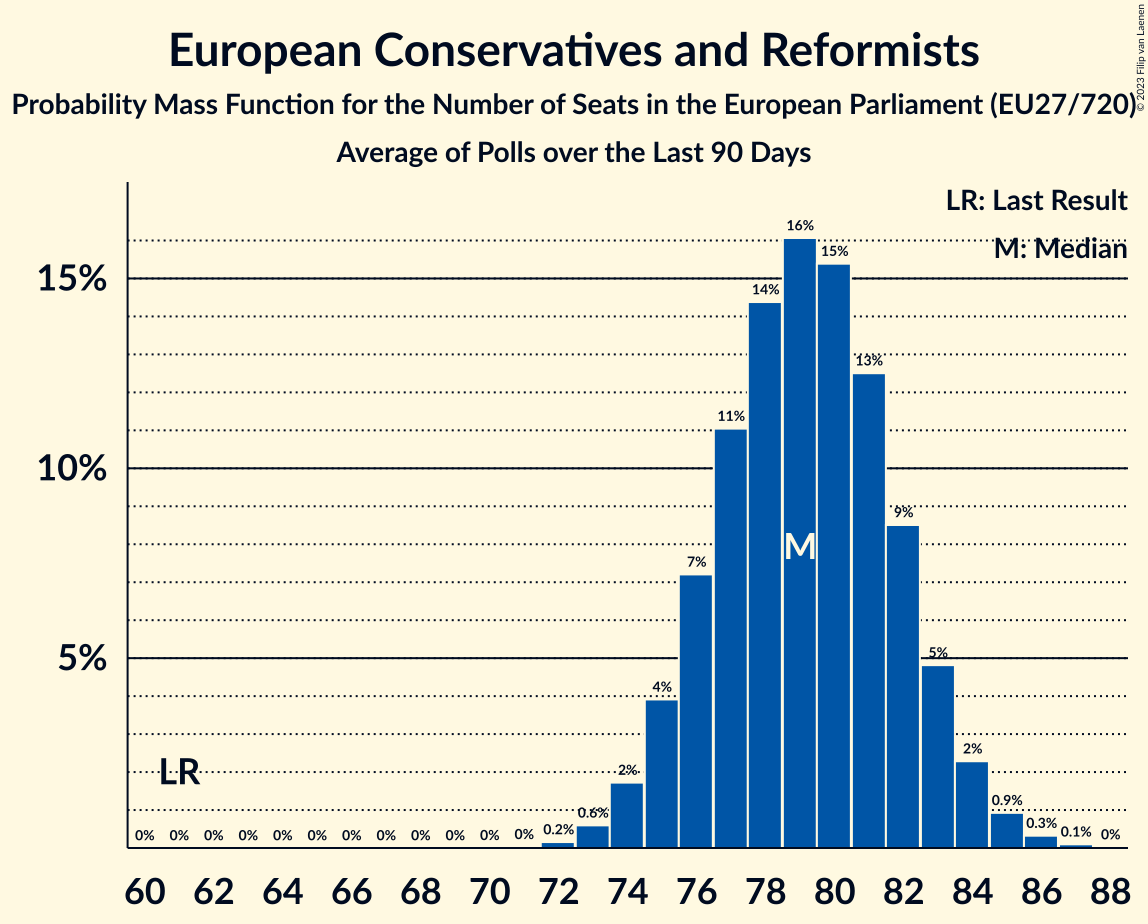 European Conservatives and Reformists
Probability Mass Function for the Number of Seats in the European Parliament (EU27/720)
Average of Polls over the Last 90 Days
© 2023 Filip van Laenen
LR: Last Result
M: Median
15%
10%
5%
16%
15%
14%
13%
11%
9%
7%
5%
4%
2%
2%
0.9%
0.6%
0.3%
0.2%
0.1%
0% 0% 0% 0% 0% 0% 0% 0% 0% 0% 0% 0% 0%
M
LR
60 62 64 66 68 70 72 74 76 78 80 82 84 86 88